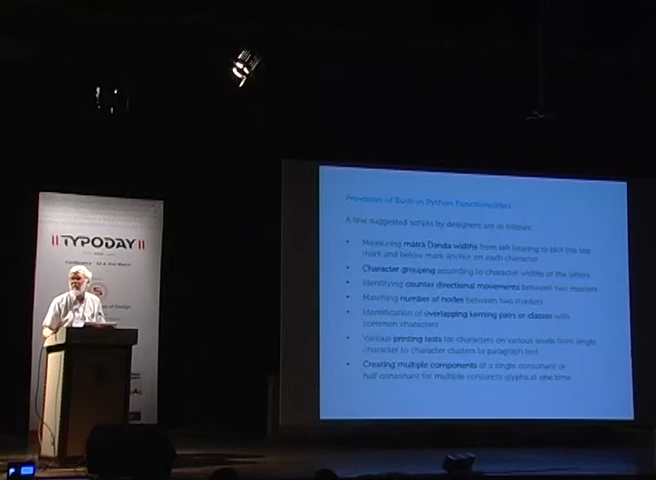 TYPODAY
Conference
of Design
Provision of Built-in Python Functionalities
A few suggested scripts by designers are as follows
• Measuring mātrā Danda widths from left bearing to plot the top
mark and below mark anchor on each character
• Character grouping according to character widths of the letters
• Identifying counter directional movements between two masters
• Matching number of nodes between two masters
• Identification of overlapping kerning pairs or classes with
common characters
• Various printing tests for characters on various levels from single
character to character clusters to paragraph text
• Creating multiple components of a single consonant or
half consonant for multiple conjuncts glyphs at one time